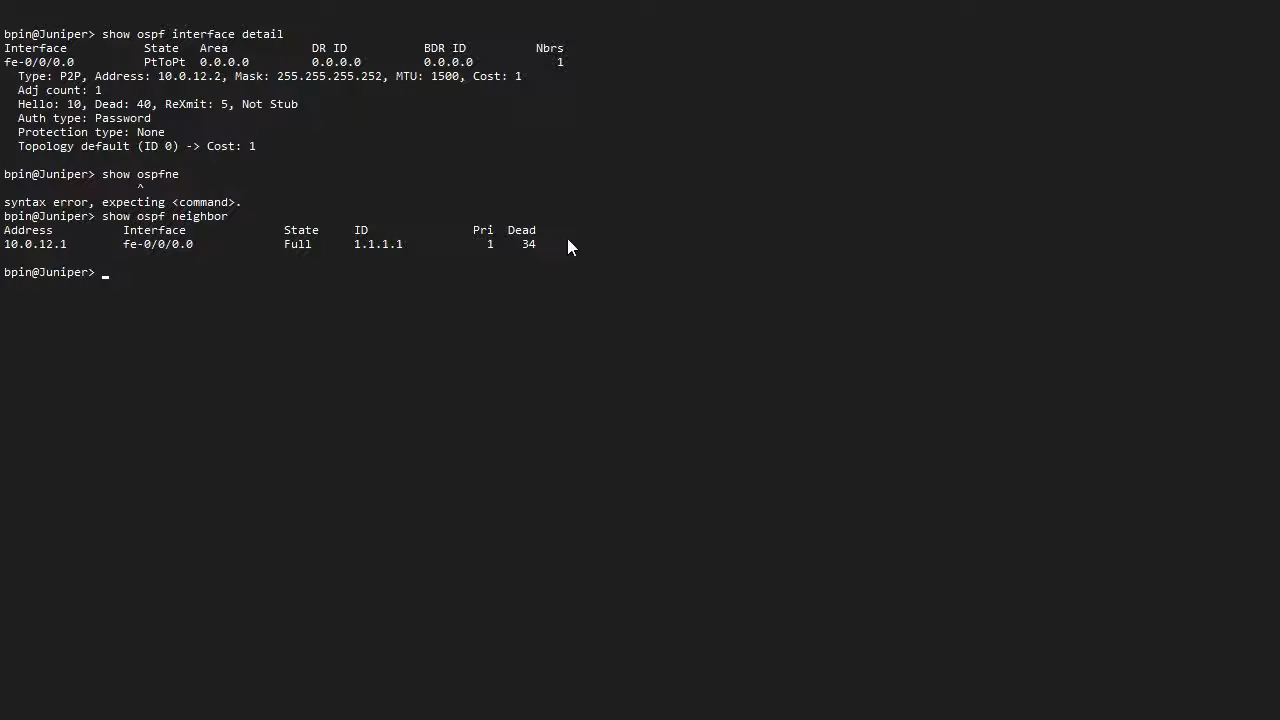 bpin@Juniper> show ospf interface detail
Interface State Area DR ID BDR ID Nbrs
fe-0/0/0.0 PtToPt 0.0.0.0 0.0.0.0 0.0.0.0 1
Type: P2P, Address: 10.0.12.2, Mask: 255.255.255.252, MTU: 1500, Cost: 1
Adj count: 1
Hello: 10, Dead: 40, ReXmit: 5, Not Stub
Auth type: Password
Protection type: None
Topology default (ID 0) -> Cost: 1
bpin@Juniper> show ospfne
^
syntax error, expecting <command>.
bpin@Juniper> show ospf neighbor
Address Interface State ID Pri Dead
10.0.12.1 fe-0/0/0.0 Full 1.1.1.1 1 34
bpin@Juniper> _